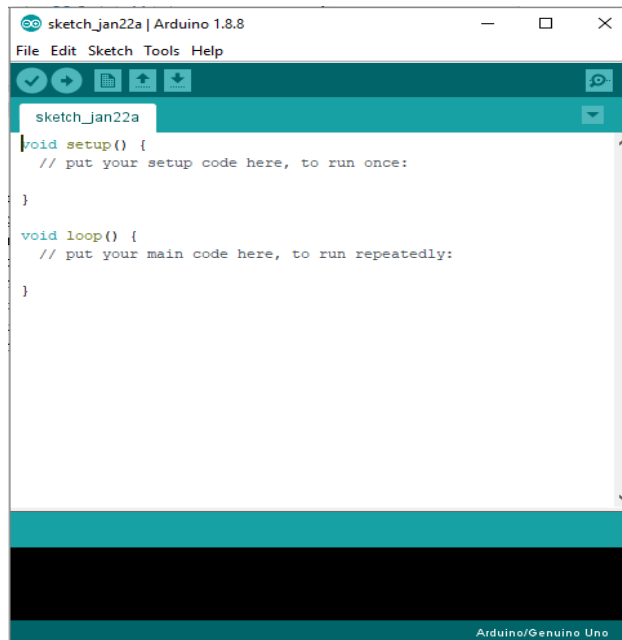 sketch_jan22a | Arduino 1.8.8
File Edit Sketch Tools Help
sketch_jan22a
void setup() {
  // put your setup code here, to run once:
}
void loop() {
  // put your main code here, to run repeatedly:
}
Arduino/Genuino Uno